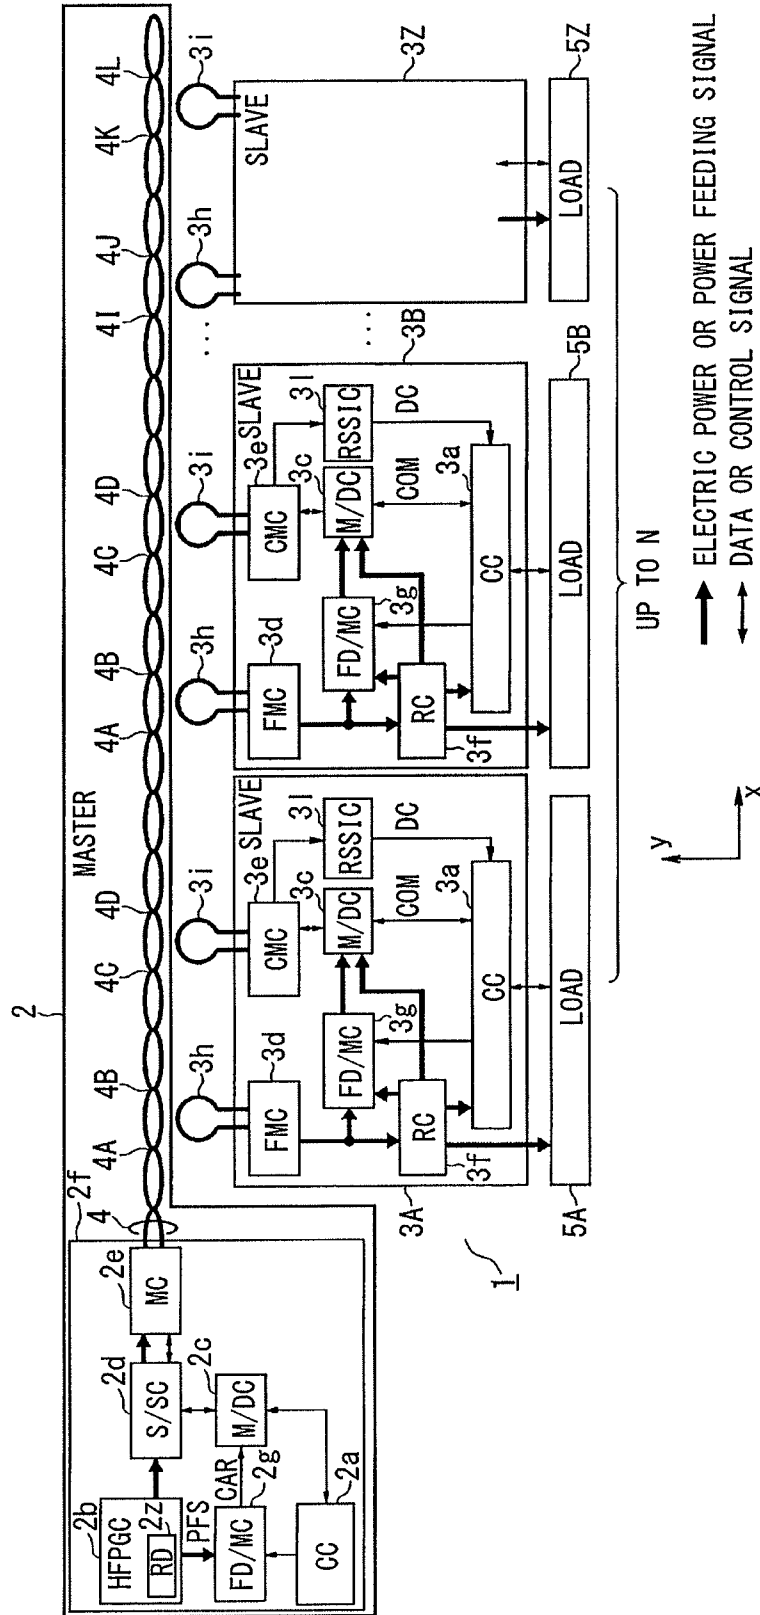 2
MASTER
2f
2b
HFPGC
2z
RD
PFS
2d
S/SC
2e
MC
4
CAR
2c
M/DC
2g
FD/MC
2a
CC
4A
4B
4C
4D
4A
4B
4C
4D
4I
4J
4K
4L
3A
SLAVE
3h
3i
3d
FMC
3e
CMC
3l
RSSIC
3c
M/DC
3g
FD/MC
DC
COM
3a
CC
RC
3f
5A
LOAD
3B
SLAVE
3h
3i
3d
FMC
3e
CMC
3l
RSSIC
3c
M/DC
3g
FD/MC
DC
COM
3a
CC
RC
3f
5B
LOAD
...
...
3Z
SLAVE
3h
3i
5Z
LOAD
1
UP TO N
y
x
ELECTRIC POWER OR POWER FEEDING SIGNAL
DATA OR CONTROL SIGNAL